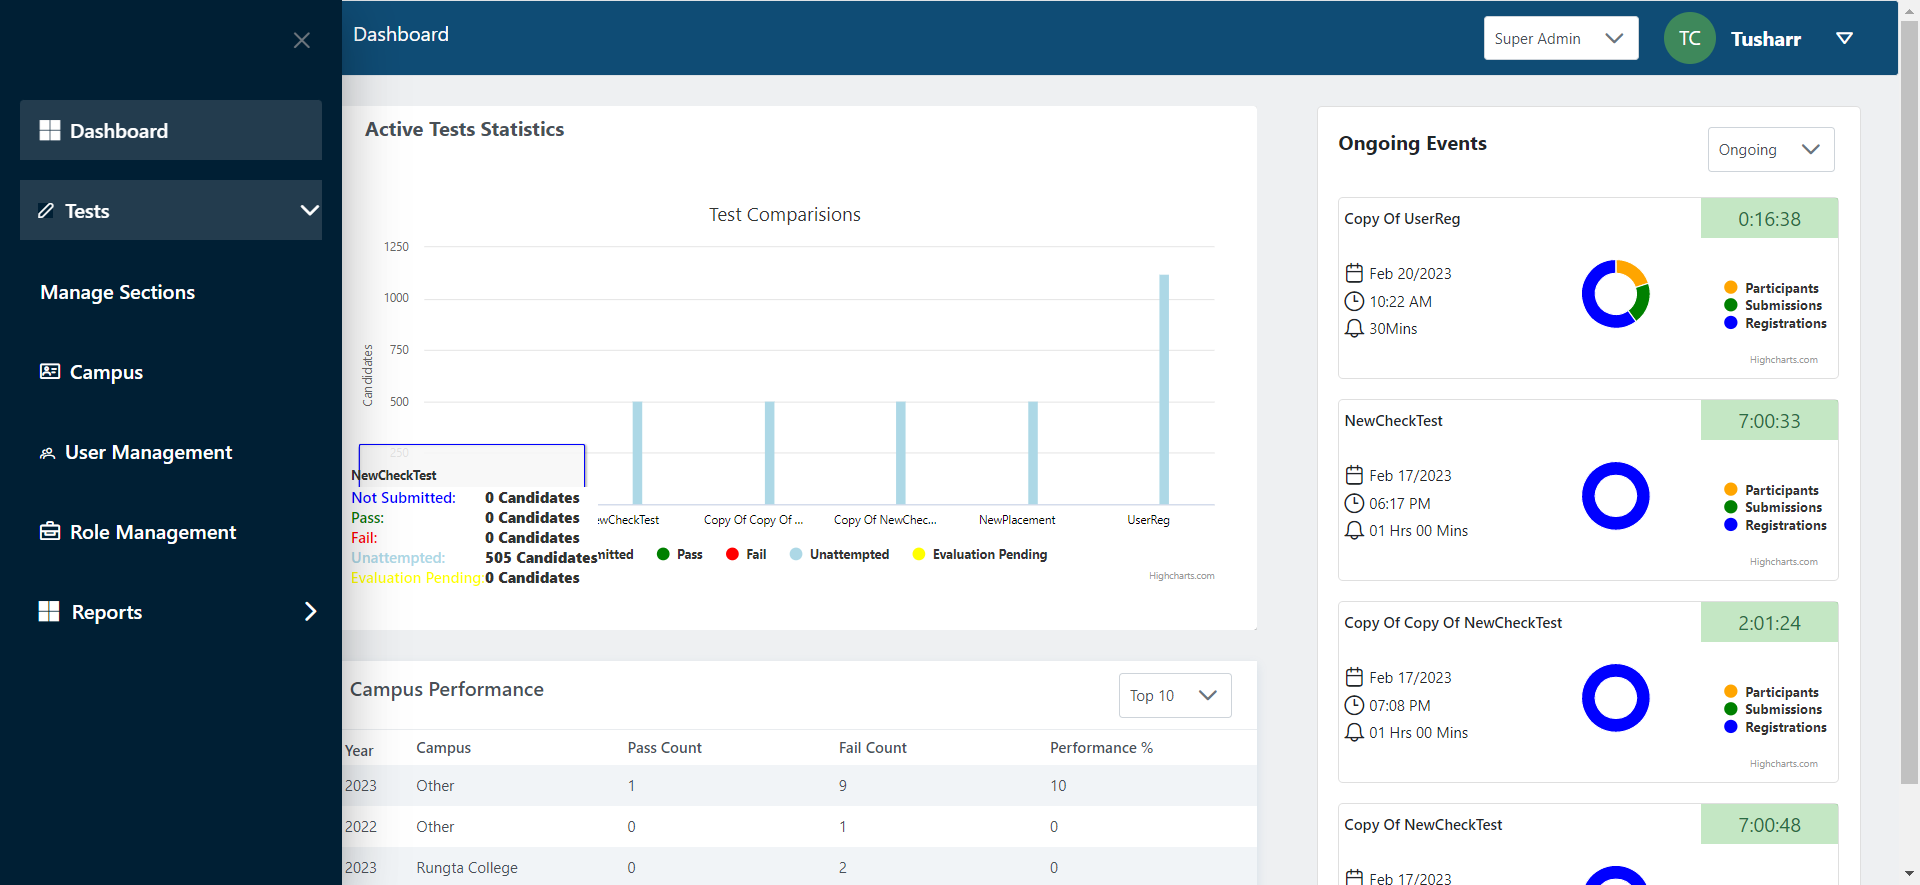 Dashboard
Super Admin
TC
Tusharr
Dashboard
Tests
Manage Sections
Campus
User Management
Role Management
Reports
Active Tests Statistics
Test Comparisions
Candidates
1250
1000
750
500
250
NewCheckTest
Not Submitted: 0 Candidates
Pass: 0 Candidates
Fail: 0 Candidates
Unattempted: 505 Candidates
Evaluation Pending: 0 Candidates
ewCheckTest
Copy Of Copy Of ...
Copy Of NewChec...
NewPlacement
UserReg
mitted
Pass
Fail
Unattempted
Evaluation Pending
Highcharts.com
Campus Performance
Top 10
Year Campus Pass Count Fail Count Performance %
2023 Other 1 9 10
2022 Other 0 1 0
2023 Rungta College 0 2 0
Ongoing Events
Ongoing
Copy Of UserReg
0:16:38
Feb 20/2023
10:22 AM
30Mins
Participants
Submissions
Registrations
Highcharts.com
NewCheckTest
7:00:33
Feb 17/2023
06:17 PM
01 Hrs 00 Mins
Participants
Submissions
Registrations
Highcharts.com
Copy Of Copy Of NewCheckTest
2:01:24
Feb 17/2023
07:08 PM
01 Hrs 00 Mins
Participants
Submissions
Registrations
Highcharts.com
Copy Of NewCheckTest
7:00:48
Feb 17/2023